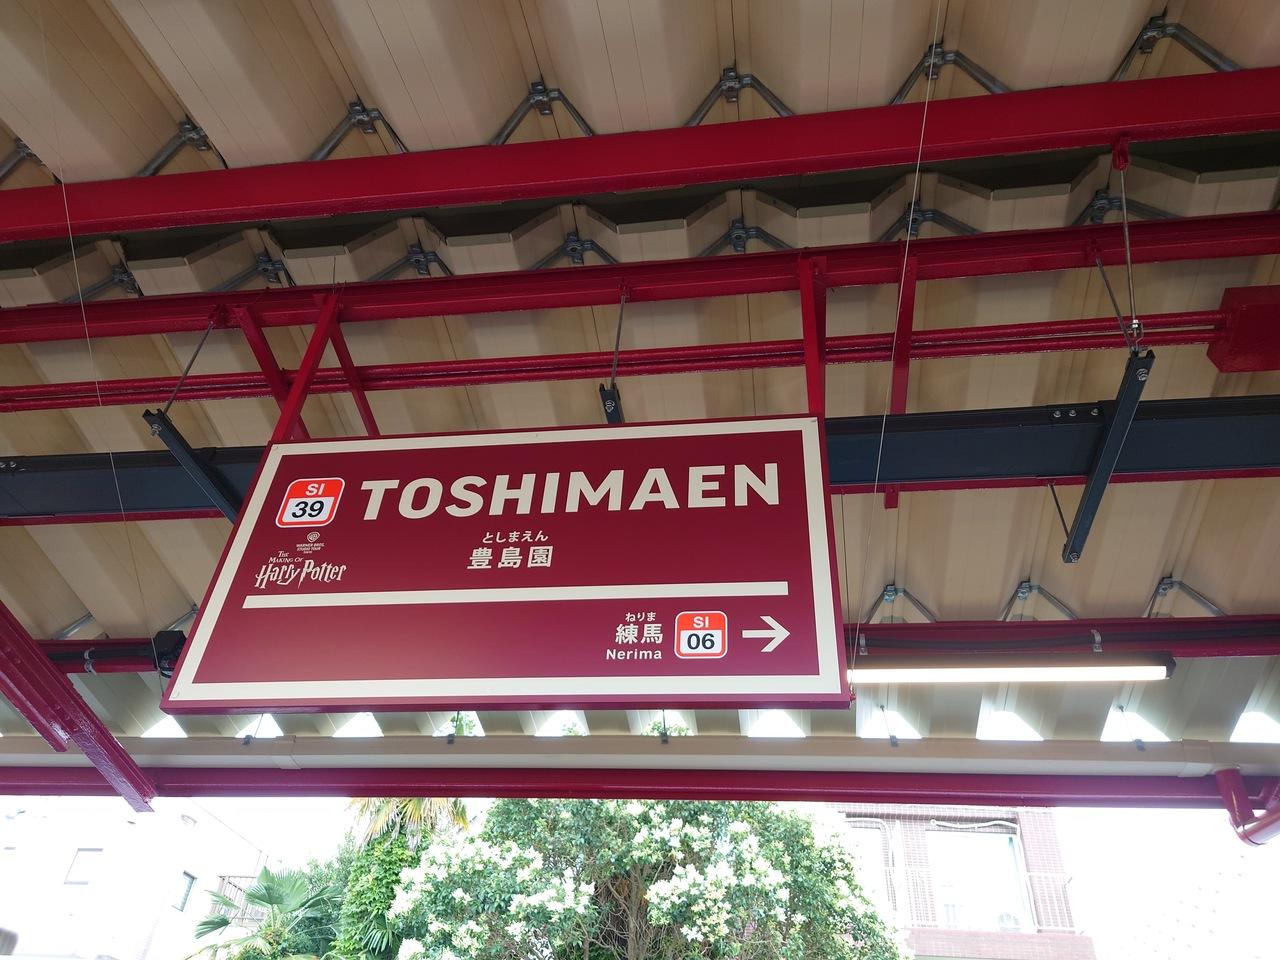 SI
39
TOSHIMAEN
としまえん
豊島園
WARNER BROS.
STUDIO TOUR
TOKYO
THE
MAKING OF
Harry Potter
ねりま
練馬
Nerima
SI
06
→